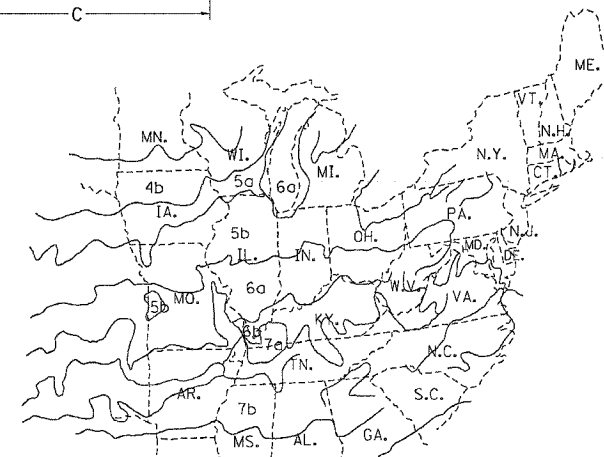 C
ME.
VT.
MN.
N.H.
WI.
N.Y.
MA.
MI.
CT.
4b
5a
6a
IA.
PA.
5b
OH.
N.J.
IL.
IN.
MD.
DE.
6a
W.V.
MO.
VA.
5b
KY.
6b
7a
N.C.
TN.
AR.
S.C.
7b
MS.
AL.
GA.